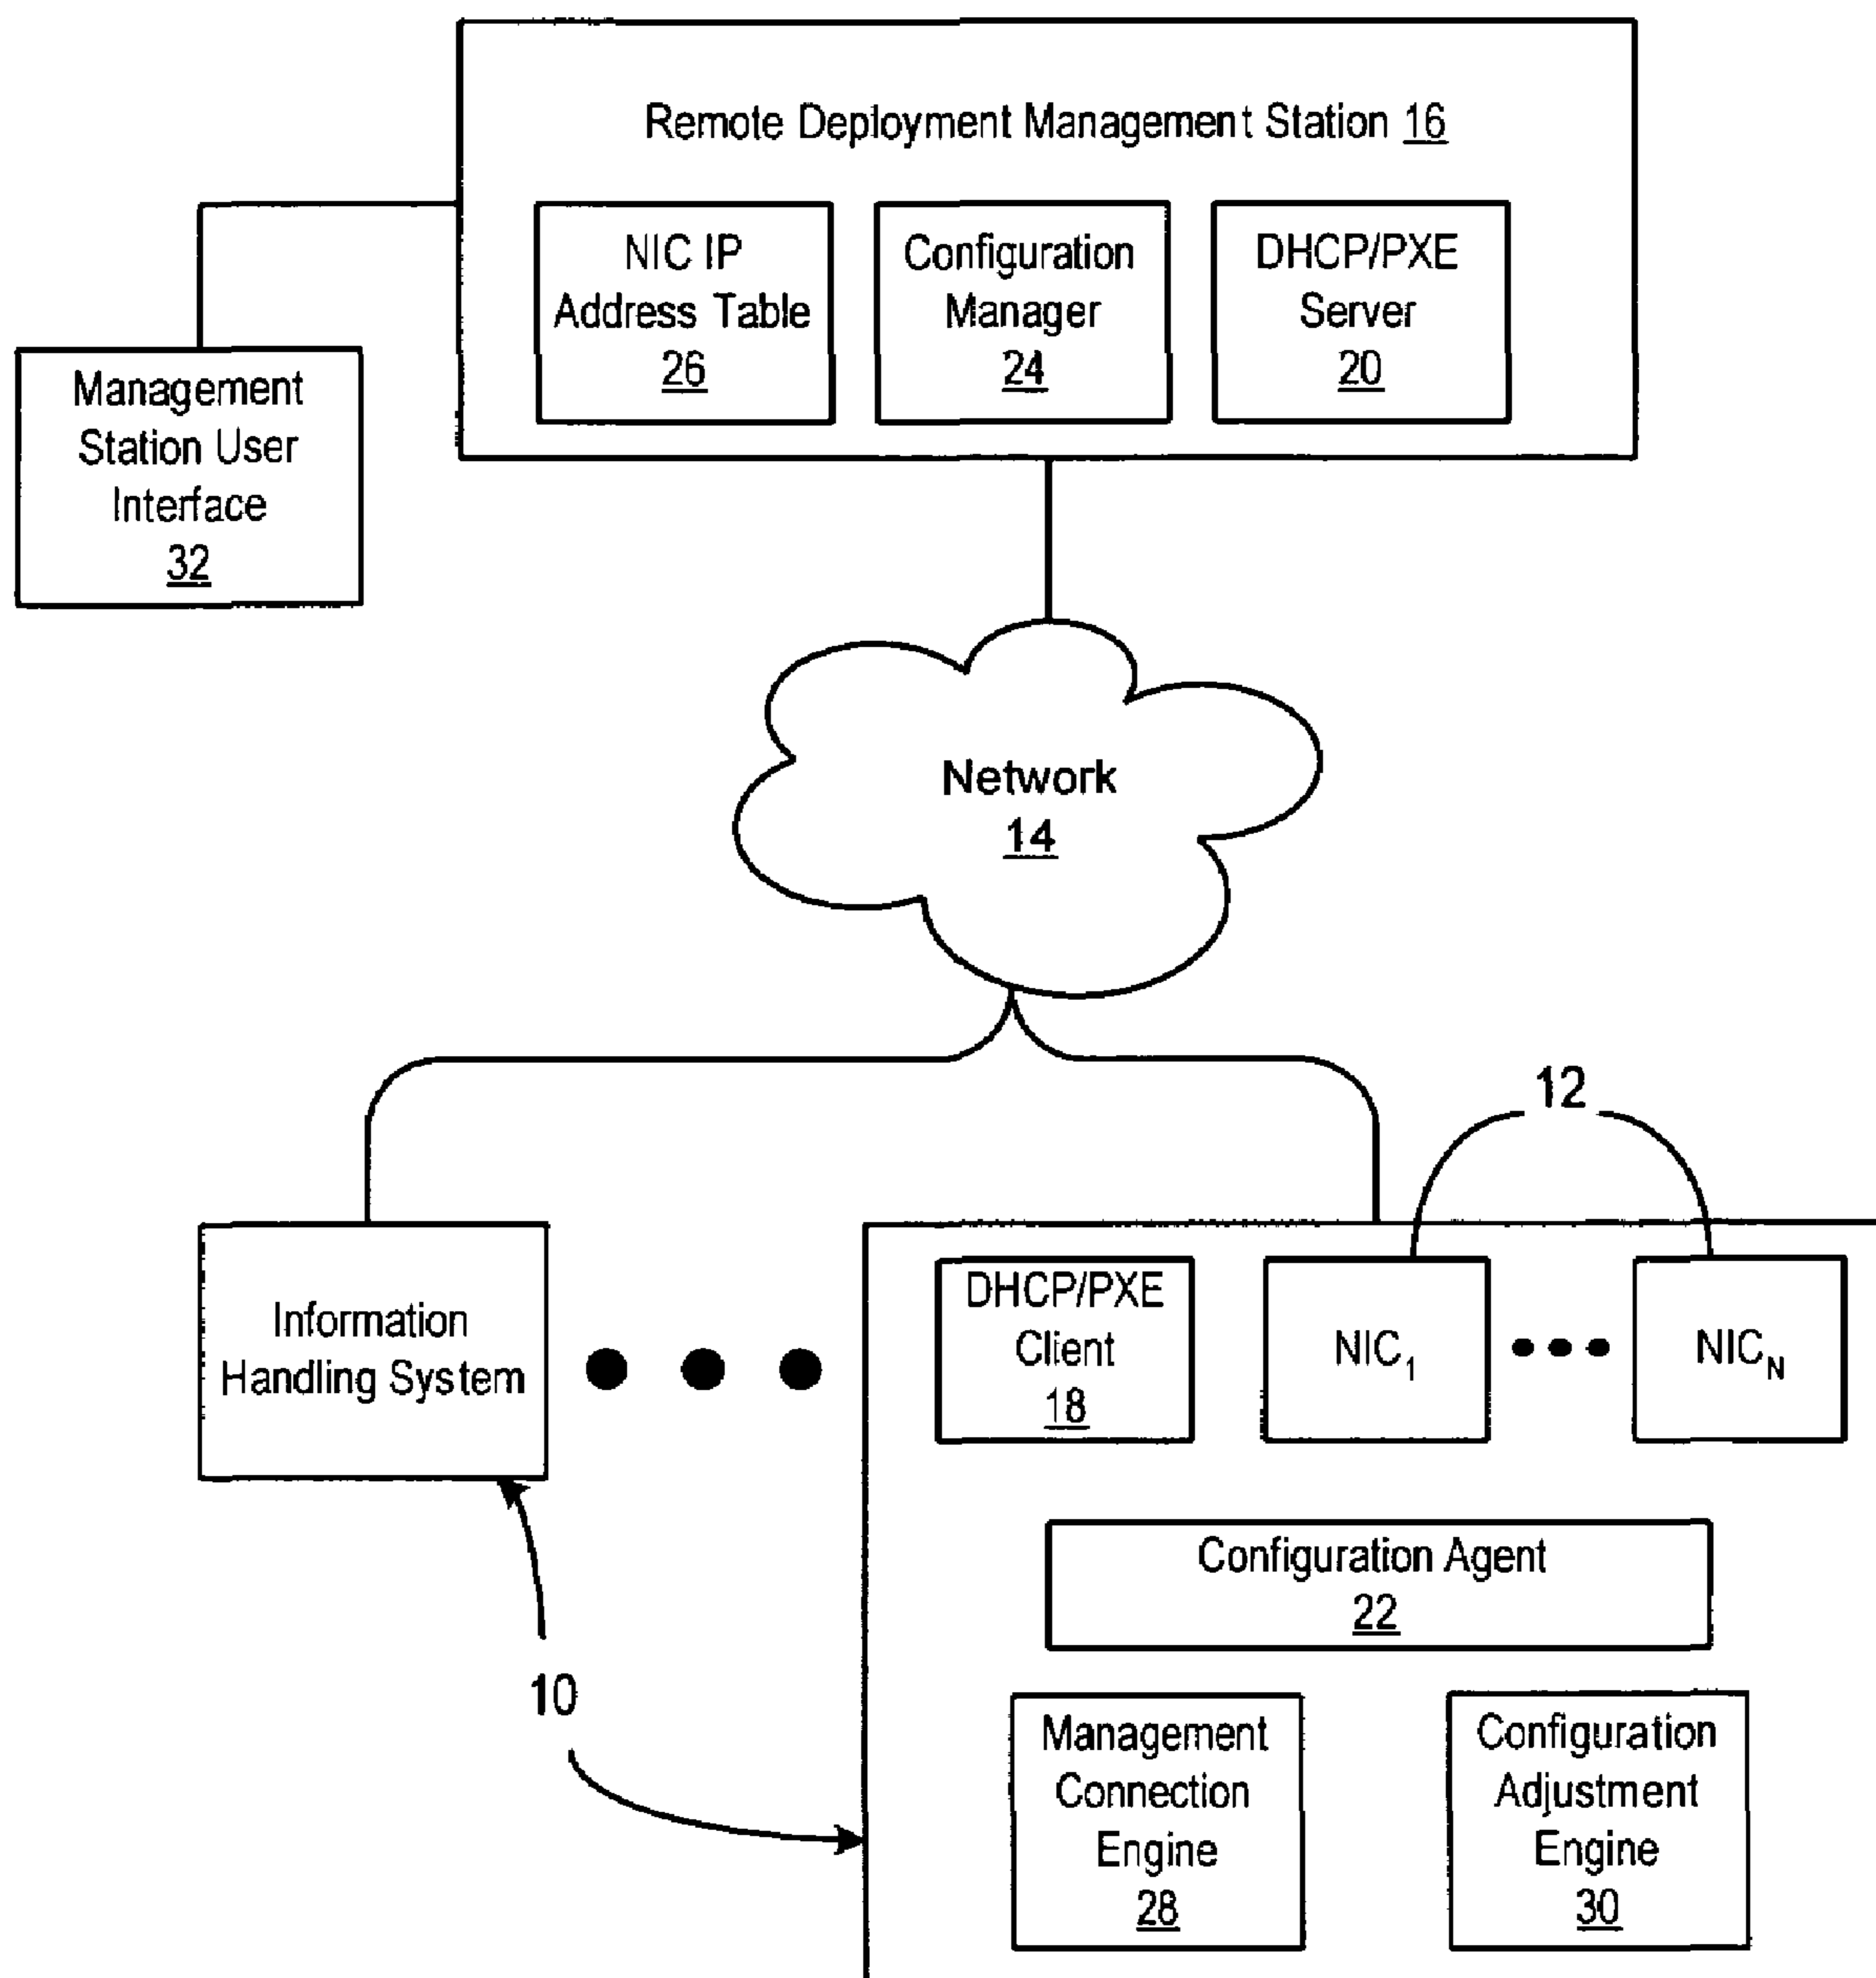 Remote Deployment Management Station 16
NIC IP
Address Table
26
Configuration
Manager
24
DHCP/PXE
Server
20
Management
Station User
Interface
32
Network
14
12
Information
Handling System
DHCP/PXE
Client
18
NIC1
NICN
Configuration Agent
22
10
Management
Connection
Engine
28
Configuration
Adjustment
Engine
30